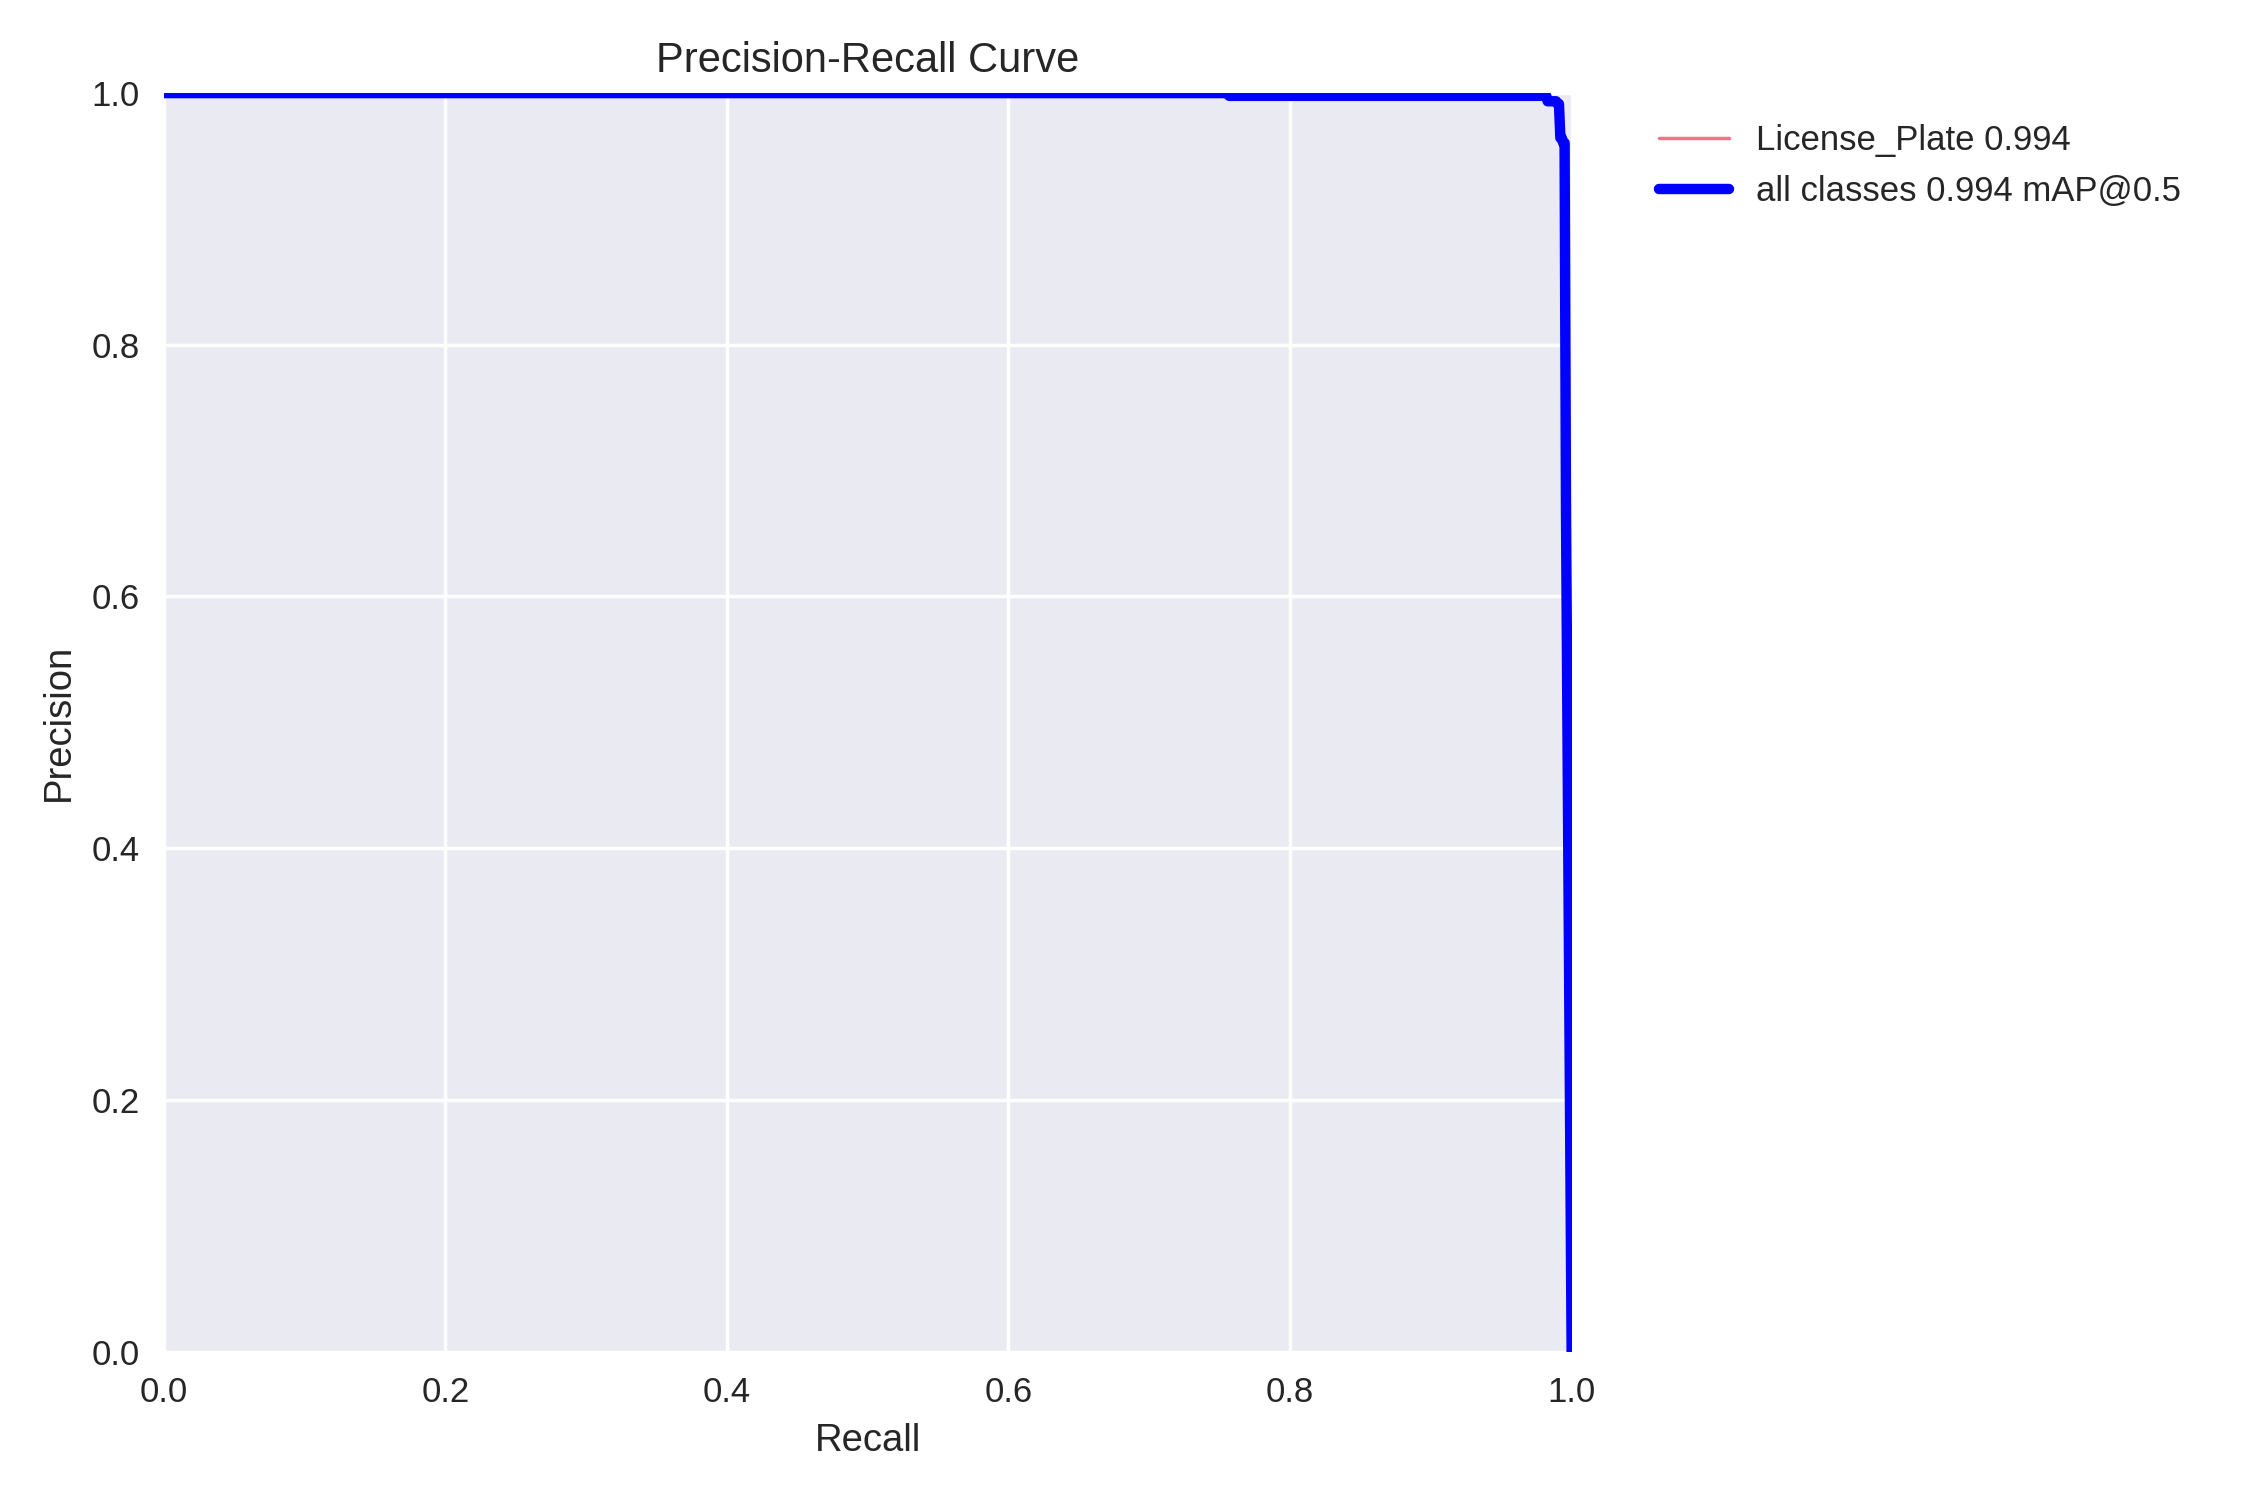 Precision-Recall Curve
1.0
0.8
0.6
0.4
0.2
0.0
Precision
0.0 0.2 0.4 0.6 0.8 1.0
Recall
License_Plate 0.994
all classes 0.994 mAP@0.5